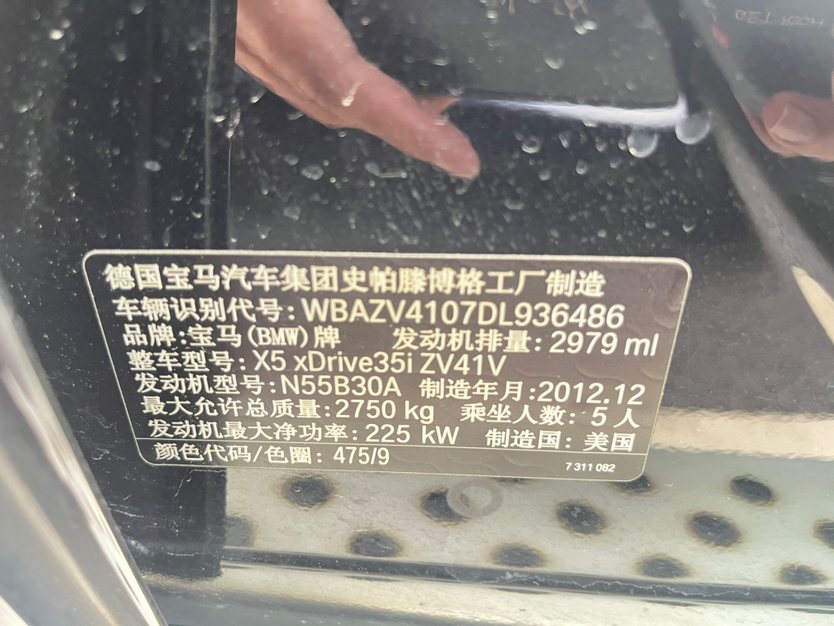 德国宝马汽车集团史帕滕博格工厂制造
车辆识别代号: WBAZV4107DL936486
品牌: 宝马(BMW)牌 发动机排量: 2979 ml
整车型号: X5 xDrive35i ZV41V
发动机型号: N55B30A 制造年月: 2012.12
最大允许总质量: 2750 kg 乘坐人数: 5 人
发动机最大净功率: 225 kW 制造国: 美国
颜色代码/色圈: 475/9
7 311 082